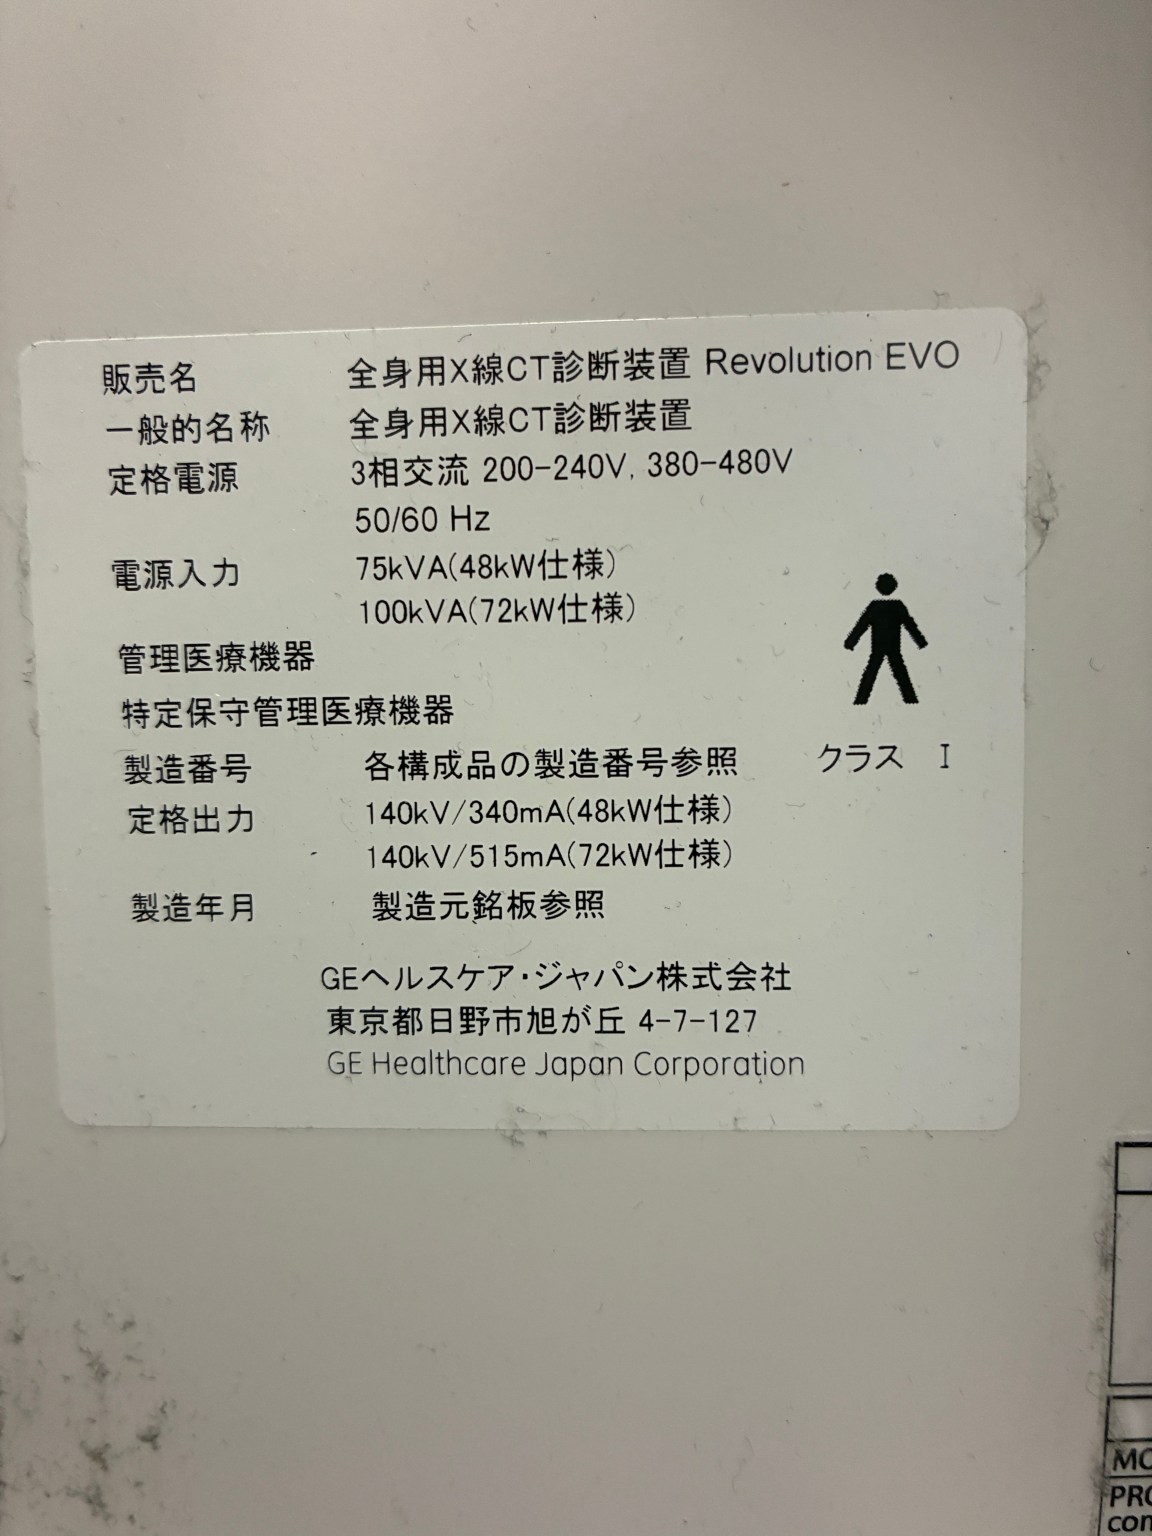 販売名 全身用X線CT診断装置 Revolution EVO
一般的名称 全身用X線CT診断装置
定格電源 3相交流 200-240V, 380-480V
50/60 Hz
電源入力 75kVA(48kW仕様)
100kVA(72kW仕様)
管理医療機器
特定保守管理医療機器
製造番号 各構成品の製造番号参照
クラス I
定格出力 140kV/340mA(48kW仕様)
140kV/515mA(72kW仕様)
製造年月 製造元銘板参照
GEヘルスケア・ジャパン株式会社
東京都日野市旭が丘 4-7-127
GE Healthcare Japan Corporation